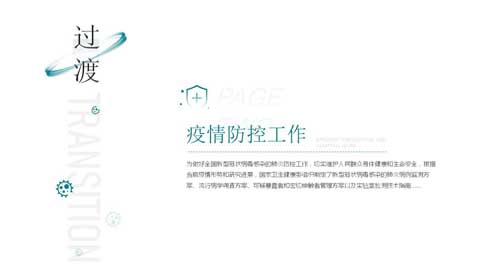 过渡
TRANSITION
PAGE
疫情防控工作
为做好全国新型冠状病毒感染的肺炎防控工作，切实维护人民群众身体健康和生命安全，根据
当前疫情形势和研究进展，国家卫生健康委组织制定了新型冠状病毒感染的肺炎病例监测方
案、流行病学调查方案、可疑暴露者和密切接触者管理方案以及实验室检测技术指南……